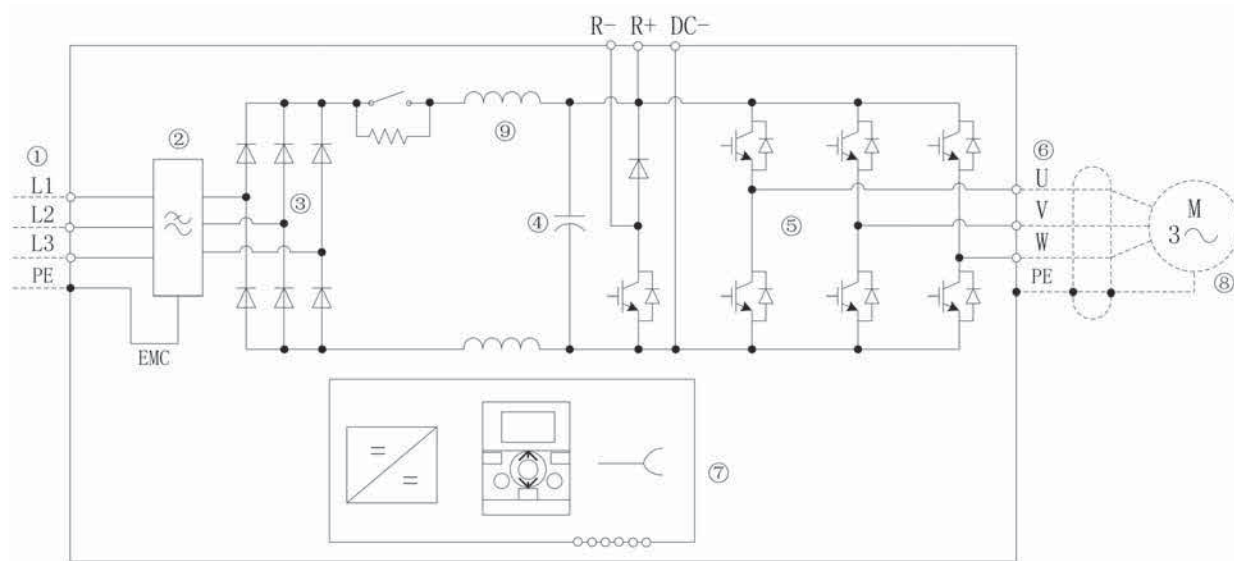 R- R+ DC-
①
②
L1
L2
L3
PE
EMC
③
④
⑤
⑥
⑦
⑧
⑨
U
V
W
PE
M
3